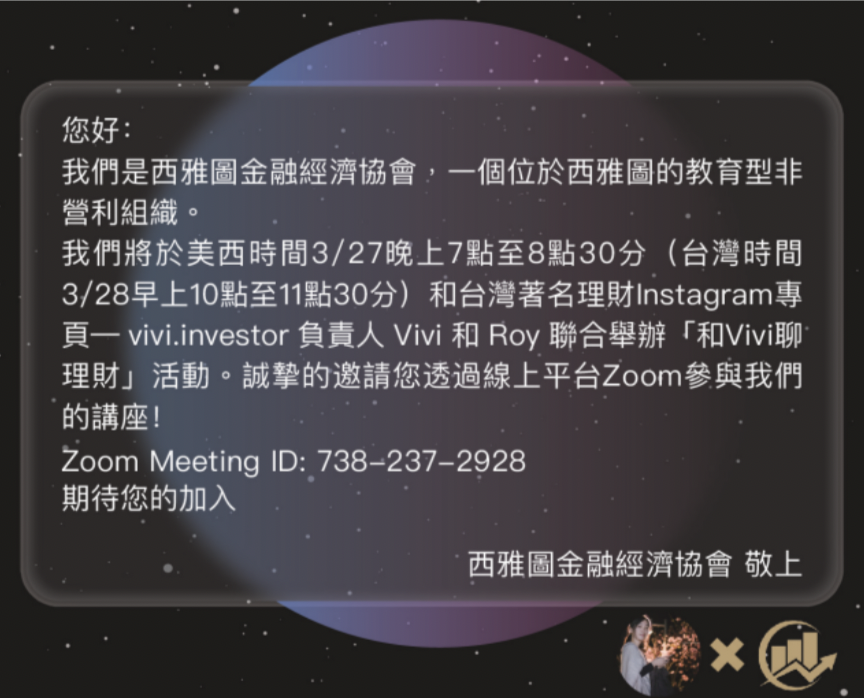 您好：
我們是西雅圖金融經濟協會，一個位於西雅圖的教育型非
營利組織。
我們將於美西時間3/27晚上7點至8點30分（台灣時間
3/28早上10點至11點30分）和台灣著名理財Instagram專
頁— vivi.investor 負責人 Vivi 和 Roy 聯合舉辦「和Vivi聊
理財」活動。誠摯的邀請您透過線上平台Zoom參與我們
的講座！
Zoom Meeting ID: 738-237-2928
期待您的加入
西雅圖金融經濟協會 敬上